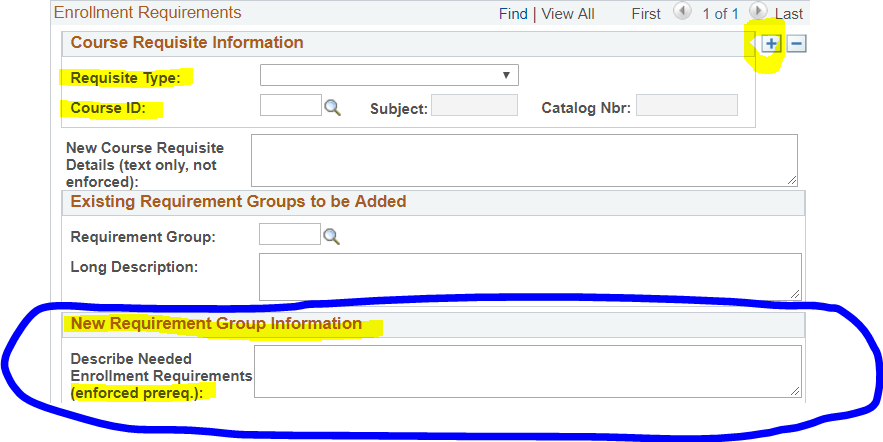 Enrollment Requirements Find | View All First 1 of 1 Last
Course Requisite Information
Requisite Type:
Course ID: Subject: Catalog Nbr:
New Course Requisite
Details (text only, not
enforced):
Existing Requirement Groups to be Added
Requirement Group:
Long Description:
New Requirement Group Information
Describe Needed
Enrollment Requirements
(enforced prereq.):